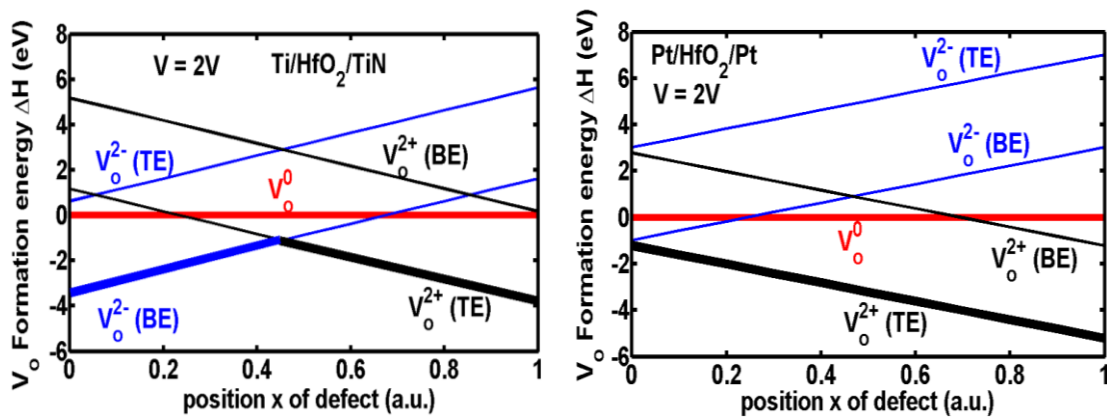 V_O Formation energy ΔH (eV)
8
6
4
2
0
-2
-4
-6
V = 2V
Ti/HfO₂/TiN
V_O^{2-} (TE)
V_O^{2+} (BE)
V_O^0
V_O^{2-} (BE)
V_O^{2+} (TE)
0 0.2 0.4 0.6 0.8 1
position x of defect (a.u.)
V_O Formation energy ΔH (eV)
8
6
4
2
0
-2
-4
-6
Pt/HfO₂/Pt
V = 2V
V_O^{2-} (TE)
V_O^{2-} (BE)
V_O^0
V_O^{2+} (BE)
V_O^{2+} (TE)
0 0.2 0.4 0.6 0.8 1
position x of defect (a.u.)